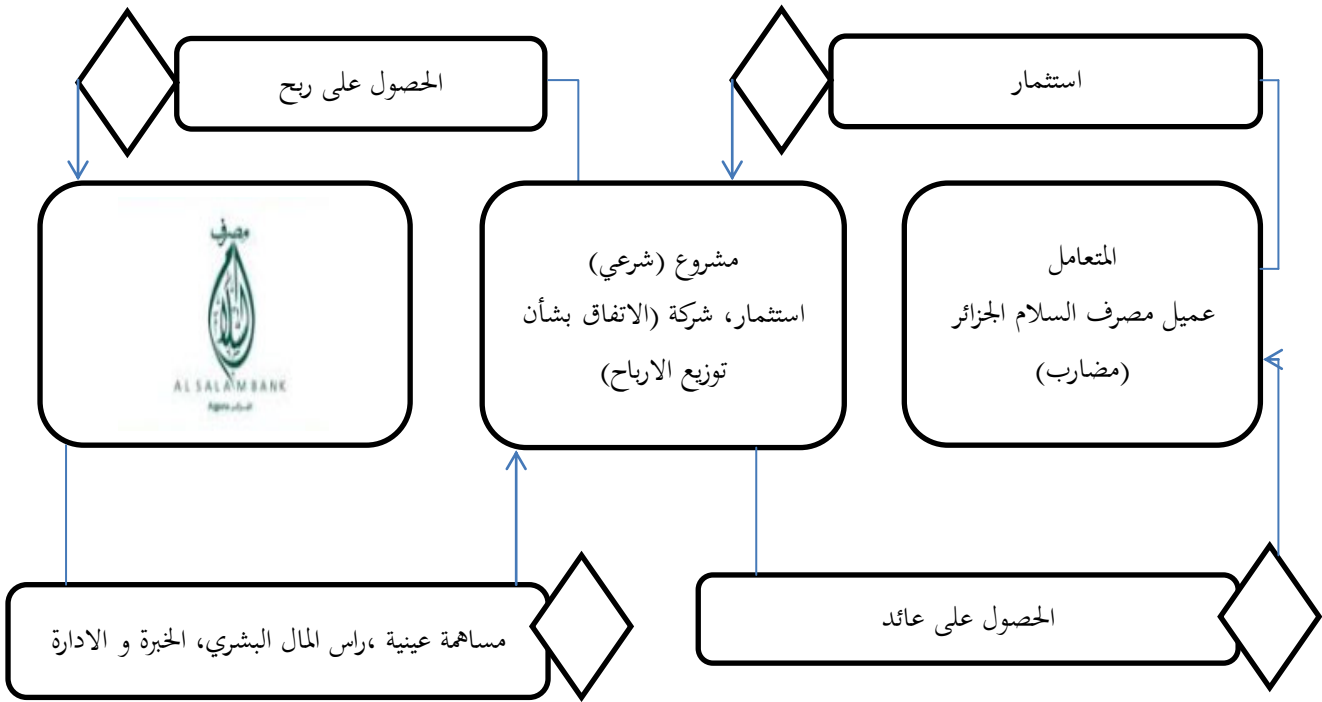 استثمار
الحصول على ربح
المتعامل
عميل مصرف السلام الجزائر
(مضارب)
مشروع (شرعي)
استثمار، شركة (الاتفاق بشأن
توزيع الارباح)
مصرف
السلام
AL SALAM BANK
الحصول على عائد
مساهمة عينية ،راس المال البشري، الخبرة و الادارة